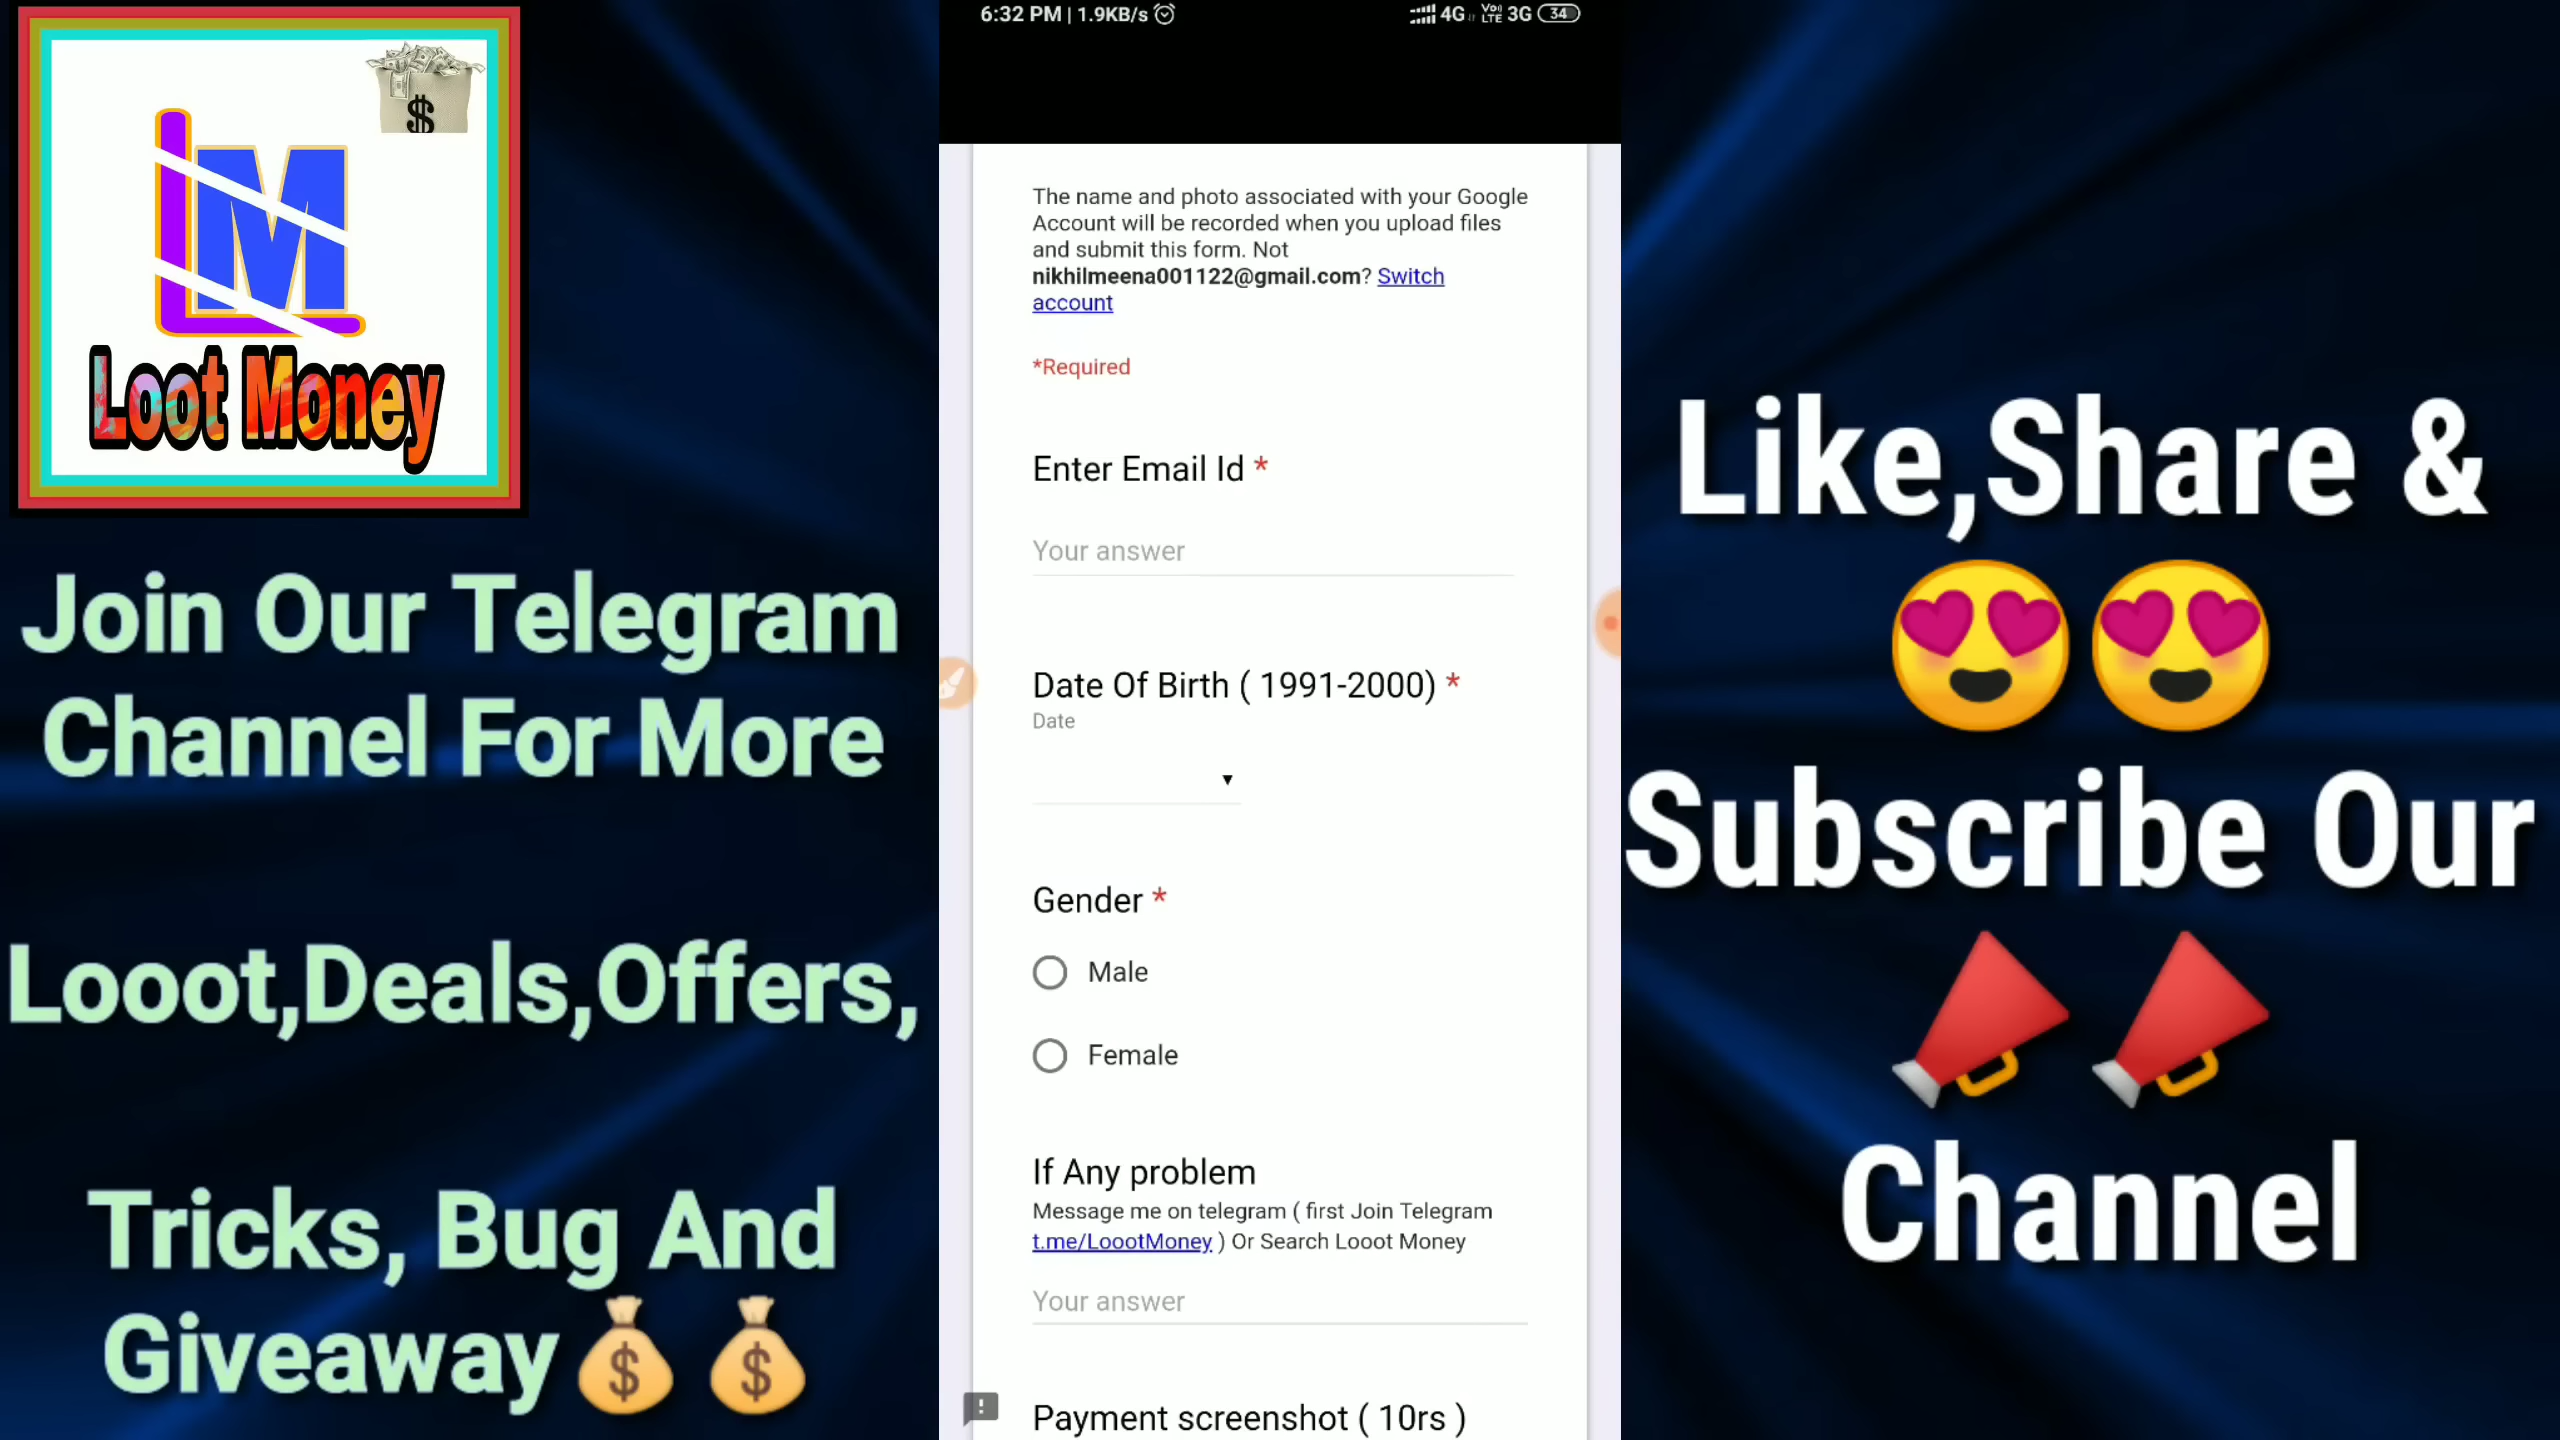 LM
$
Loot Money
Join Our Telegram
Channel For More
Looot,Deals,Offers,
Tricks, Bug And
Giveaway
6:32 PM | 1.9KB/s
4G Vo) LTE 3G 34
The name and photo associated with your Google
Account will be recorded when you upload files
and submit this form. Not
nikhilmeena001122@gmail.com? Switch
account
*Required
Enter Email Id *
Your answer
Date Of Birth ( 1991-2000) *
Date
Gender *
Male
Female
If Any problem
Message me on telegram ( first Join Telegram
t.me/LoootMoney ) Or Search Looot Money
Your answer
Payment screenshot ( 10rs )
Like,Share &
Subscribe Our
Channel